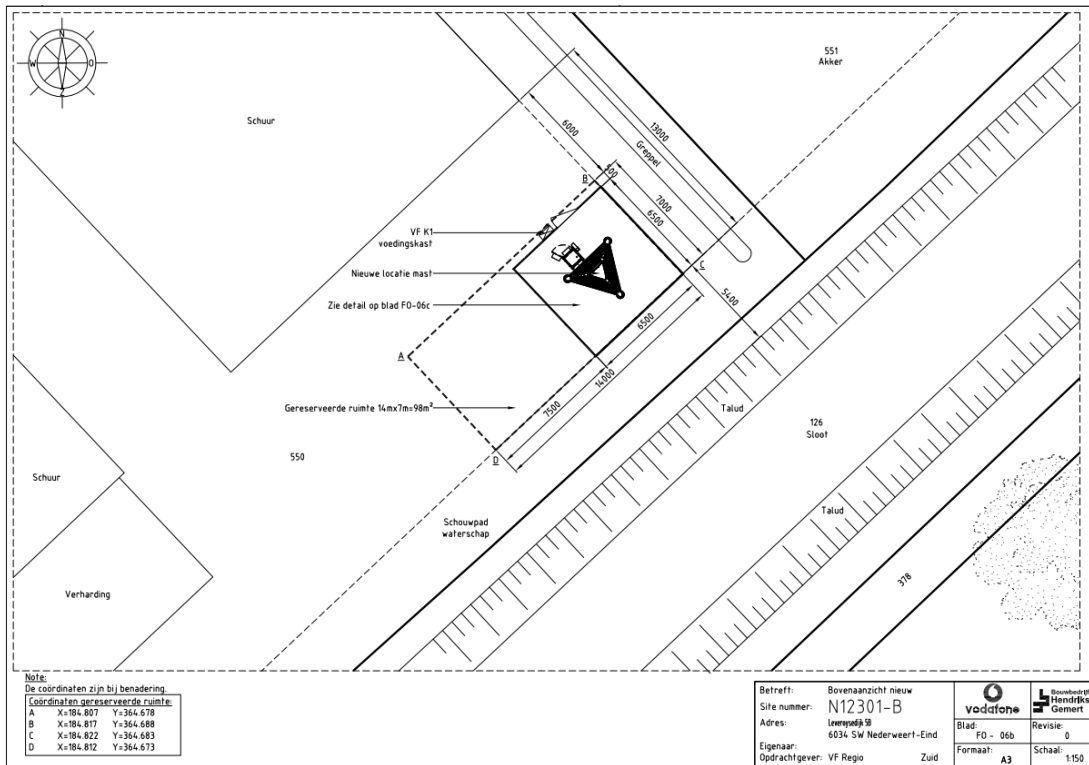 N
W
O
Z
551
Akker
Schuur
6000
13000
Greppel
500
B
7000
6500
VF K1
voedingskast
C
Nieuwe locatie mast
Zie detail op blad FO-06c
5400
6500
A
14000
Gereserveerde ruimte 14mx7m=98m²
7500
Talud
126
Sloot
550
D
Schuur
Schouwpad
waterschap
Talud
378
Verharding
Note:
De coördinaten zijn bij benadering.
Coördinaten gereserveerde ruimte:
A X=184.807 Y=364.678
B X=184.817 Y=364.688
C X=184.822 Y=364.683
D X=184.812 Y=364.673
Betreft: Bovenaanzicht nieuw
Site nummer: N12301-B
Adres:
6034 SW Nederweert-Eind
Eigenaar:
Opdrachtgever: VF Regio Zuid
vodafone
Bouwbedrijf
Hendriks
Gemert
Blad:
FO - 06b
Revisie:
0
Formaat:
A3
Schaal:
1:150